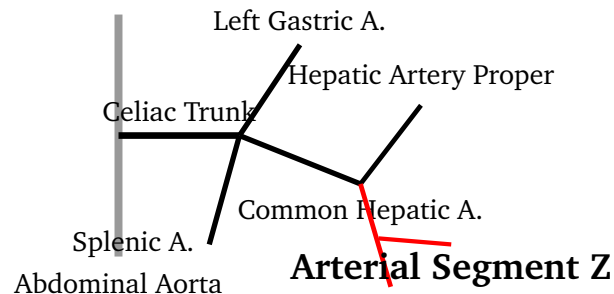 Left Gastric A.
Hepatic Artery Proper
Celiac Trunk
Common Hepatic A.
Splenic A.
Arterial Segment Z
Abdominal Aorta